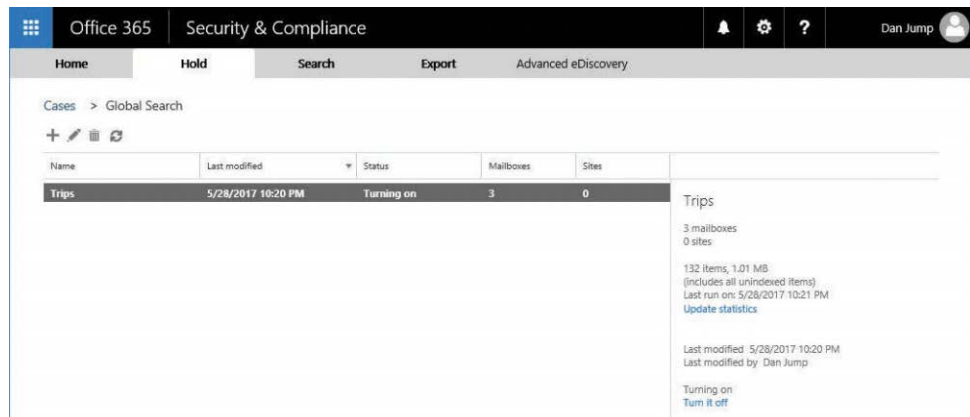 Office 365 Security & Compliance ? Dan Jump
Home Hold Search Export Advanced eDiscovery
Cases > Global Search
Name Last modified Status Mailboxes Sites
Trips 5/28/2017 10:20 PM Turning on 3 0
Trips
3 mailboxes
0 sites
132 items, 1.01 MB
(includes all unindexed items)
Last run on: 5/28/2017 10:21 PM
Update statistics
Last modified 5/28/2017 10:20 PM
Last modified by Dan Jump
Turning on
Turn it off